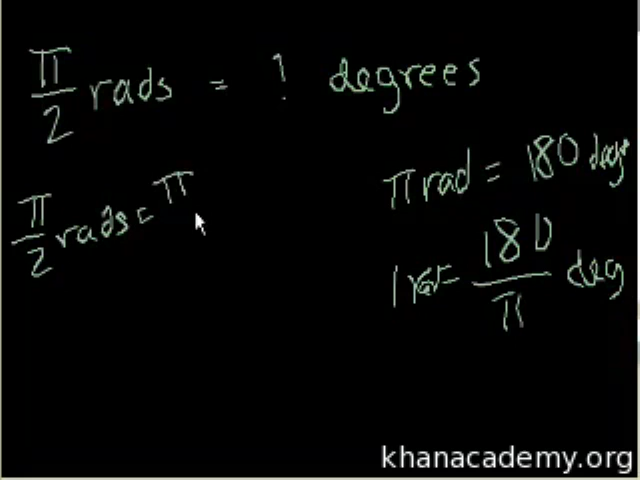 π/2 rads = ? degrees
π rad = 180 deg
π/2 rads = π
1 rad = 180/π deg
khanacademy.org